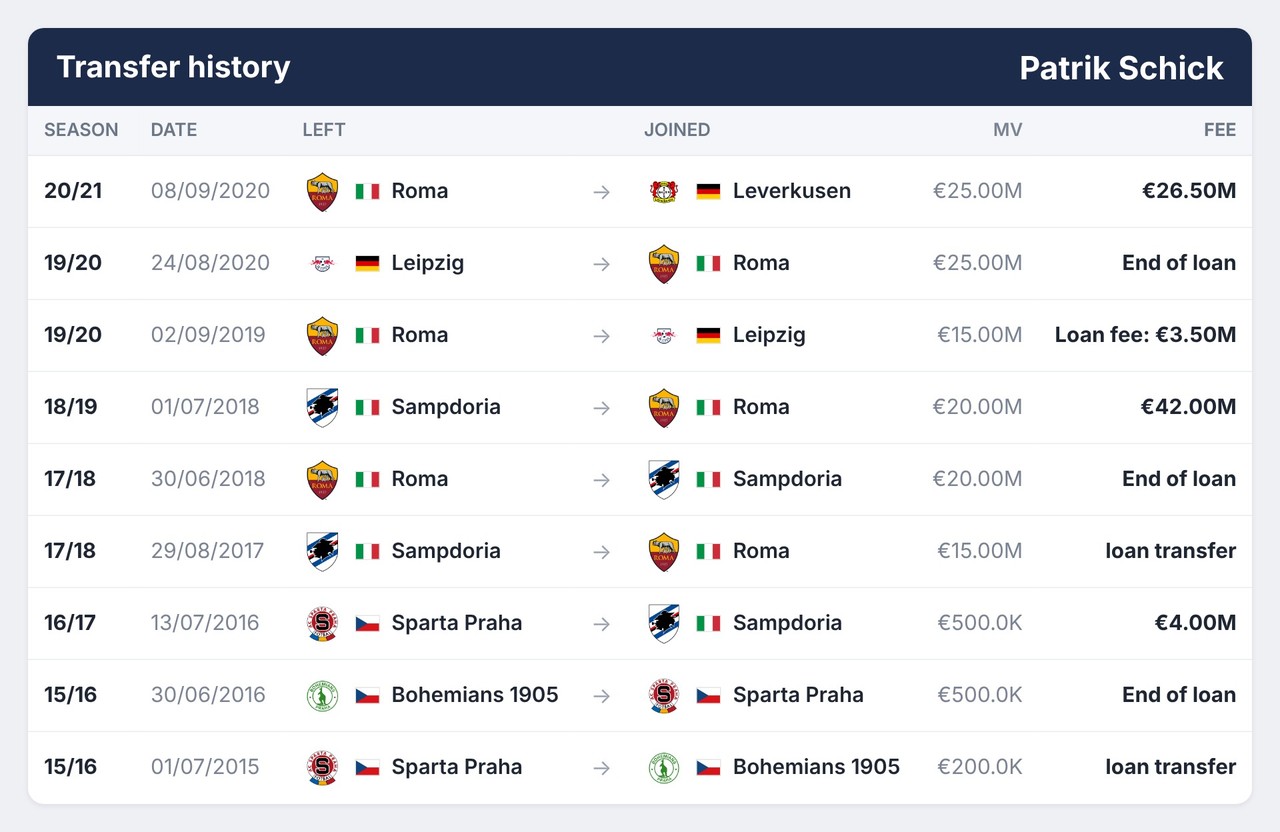 Transfer history Patrik Schick
SEASON DATE LEFT JOINED MV FEE
20/21 08/09/2020 ROMA Roma → Leverkusen €25.00M €26.50M
19/20 24/08/2020 Leipzig → ROMA Roma €25.00M End of loan
19/20 02/09/2019 ROMA Roma → Leipzig €15.00M Loan fee: €3.50M
18/19 01/07/2018 Sampdoria → ROMA Roma €20.00M €42.00M
17/18 30/06/2018 ROMA Roma → Sampdoria €20.00M End of loan
17/18 29/08/2017 Sampdoria → ROMA Roma €15.00M loan transfer
16/17 13/07/2016 Sparta Praha → Sampdoria €500.0K €4.00M
15/16 30/06/2016 Bohemians 1905 → Sparta Praha €500.0K End of loan
15/16 01/07/2015 Sparta Praha → Bohemians 1905 €200.0K loan transfer